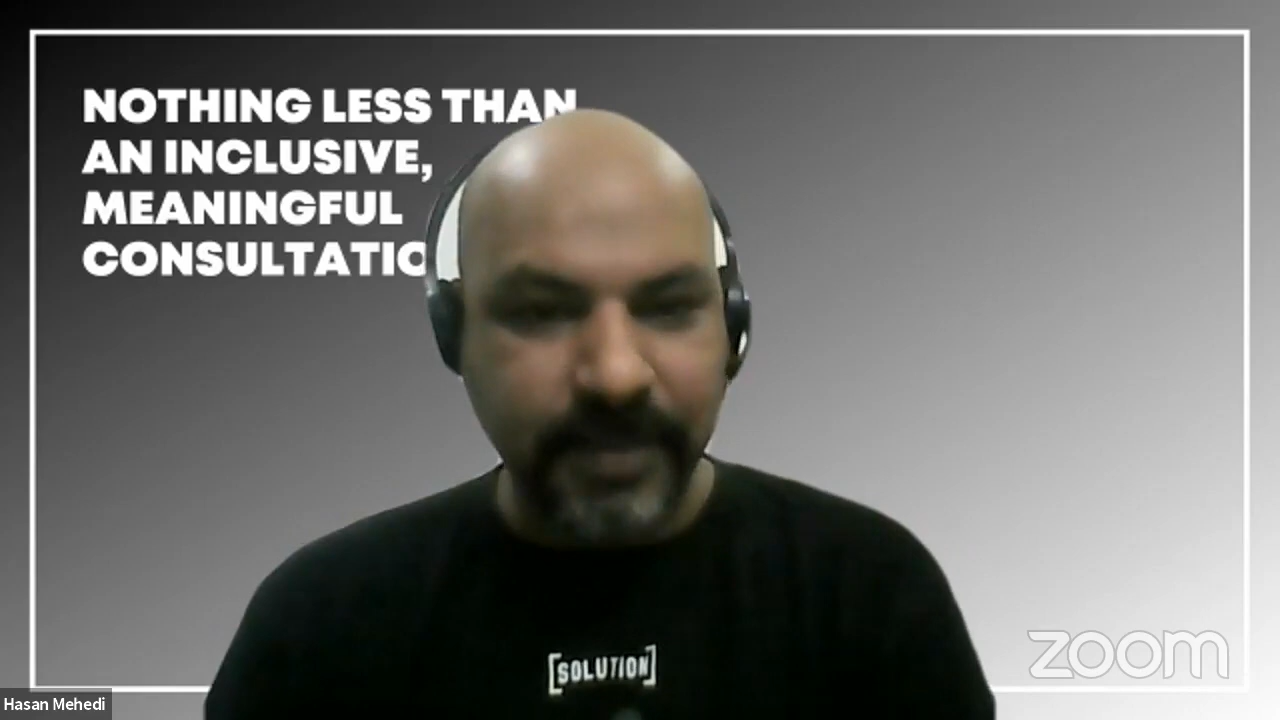 NOTHING LESS THAN
AN INCLUSIVE,
MEANINGFUL
CONSULTATIO
[SOLUTION]
zoom
Hasan Mehedi